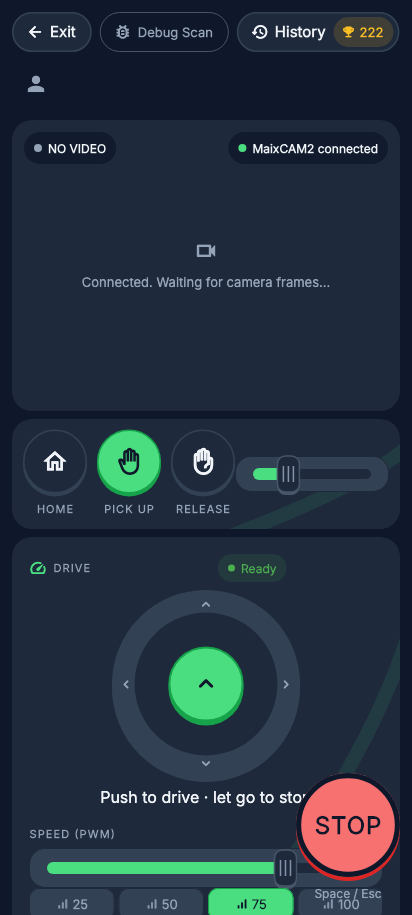 Exit
Debug Scan
History 222
NO VIDEO
MaixCAM2 connected
Connected. Waiting for camera frames...
HOME
PICK UP
RELEASE
DRIVE
Ready
Push to drive · let go to stop
STOP
SPEED (PWM)
Space / Esc
25
50
75
100